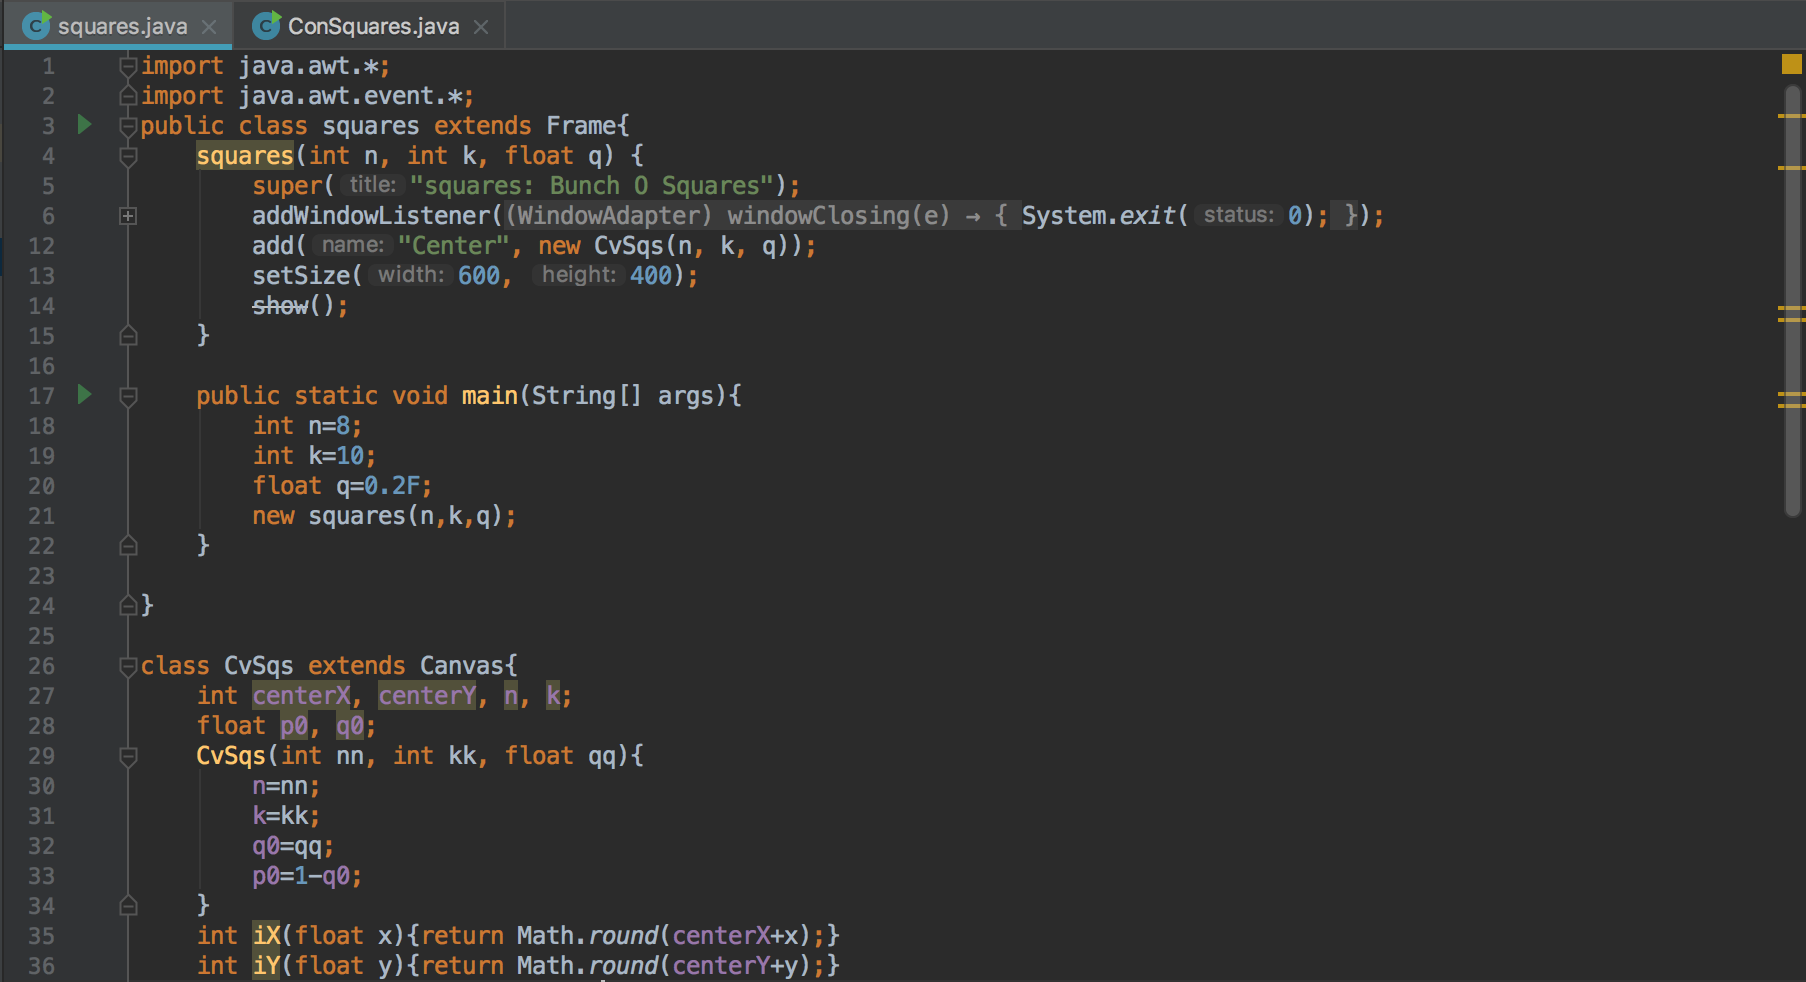 squares.java ConSquares.java
1 import java.awt.*;
2 import java.awt.event.*;
3 public class squares extends Frame{
4 squares(int n, int k, float q) {
5 super( title: "squares: Bunch O Squares");
6 addWindowListener((WindowAdapter) windowClosing(e) → { System.exit( status: 0); });
12 add( name: "Center", new CvSqs(n, k, q));
13 setSize( width: 600, height: 400);
14 show();
15 }
16
17 public static void main(String[] args){
18 int n=8;
19 int k=10;
20 float q=0.2F;
21 new squares(n,k,q);
22 }
23
24 }
25
26 class CvSqs extends Canvas{
27 int centerX, centerY, n, k;
28 float p0, q0;
29 CvSqs(int nn, int kk, float qq){
30 n=nn;
31 k=kk;
32 q0=qq;
33 p0=1-q0;
34 }
35 int iX(float x){return Math.round(centerX+x);}
36 int iY(float y){return Math.round(centerY+y);}